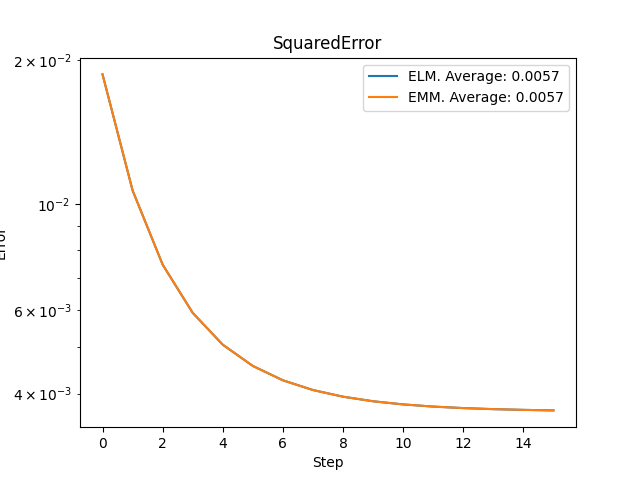 SquaredError
2 × 10⁻²
10⁻²
6 × 10⁻³
4 × 10⁻³
ELM. Average: 0.0057
EMM. Average: 0.0057
0 2 4 6 8 10 12 14
Step